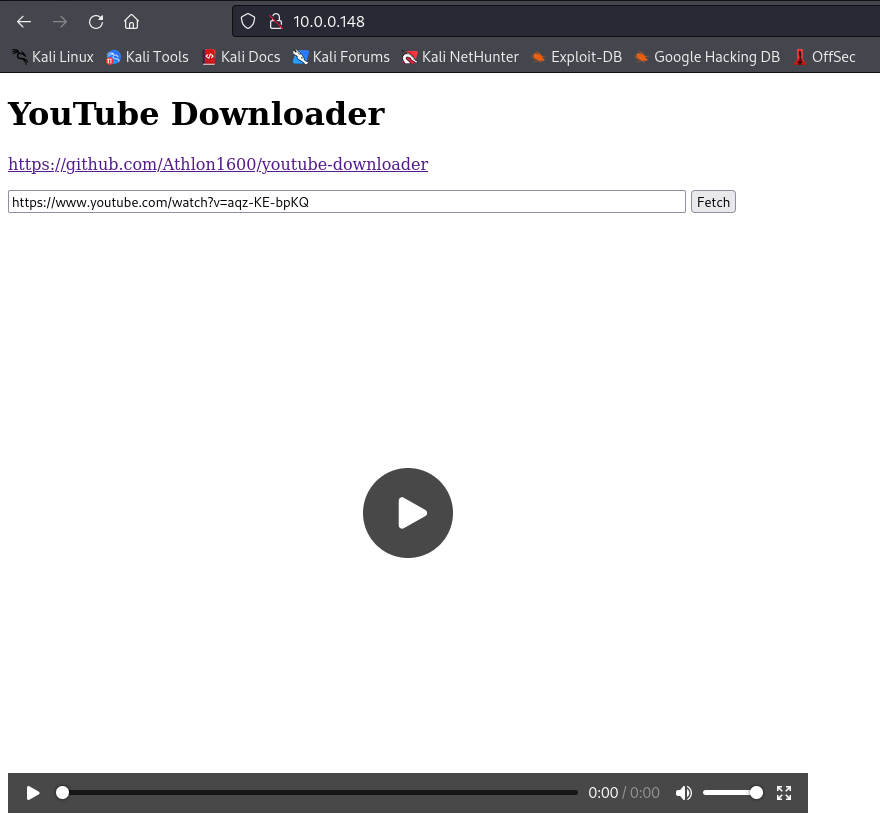 10.0.0.148
Kali Linux Kali Tools Kali Docs Kali Forums Kali NetHunter Exploit-DB Google Hacking DB OffSec
YouTube Downloader
https://github.com/Athlon1600/youtube-downloader
https://www.youtube.com/watch?v=aqz-KE-bpKQ Fetch
0:00 / 0:00